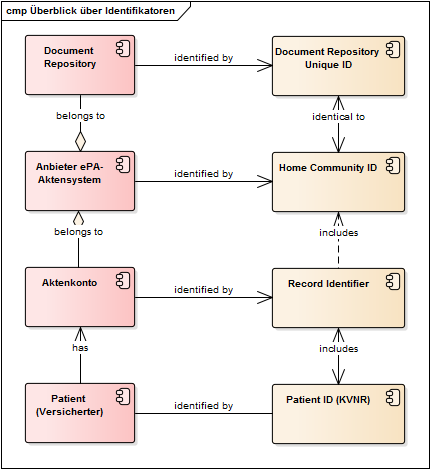 cmp Überblick über Identifikatoren
Document
Repository
identified by
Document Repository
Unique ID
belongs to
identical to
Anbieter ePA-
Aktensystem
identified by
Home Community ID
belongs to
includes
Aktenkonto
identified by
Record Identifier
has
includes
Patient
(Versicherter)
identified by
Patient ID (KVNR)